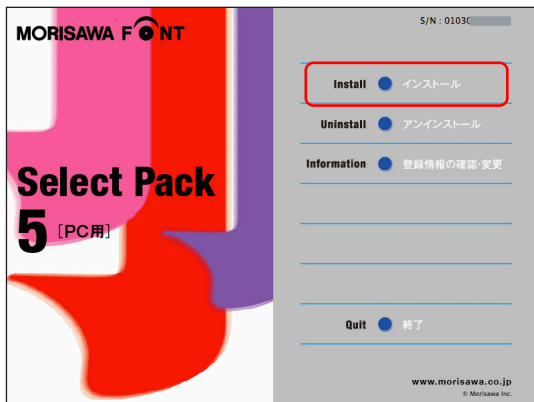 MORISAWA FONT
Select Pack
5 [PC用]
S/N : 0103
Install インストール
Uninstall アンインストール
Information 登録情報の確認・変更
Quit 終了
www.morisawa.co.jp
© Morisawa Inc.